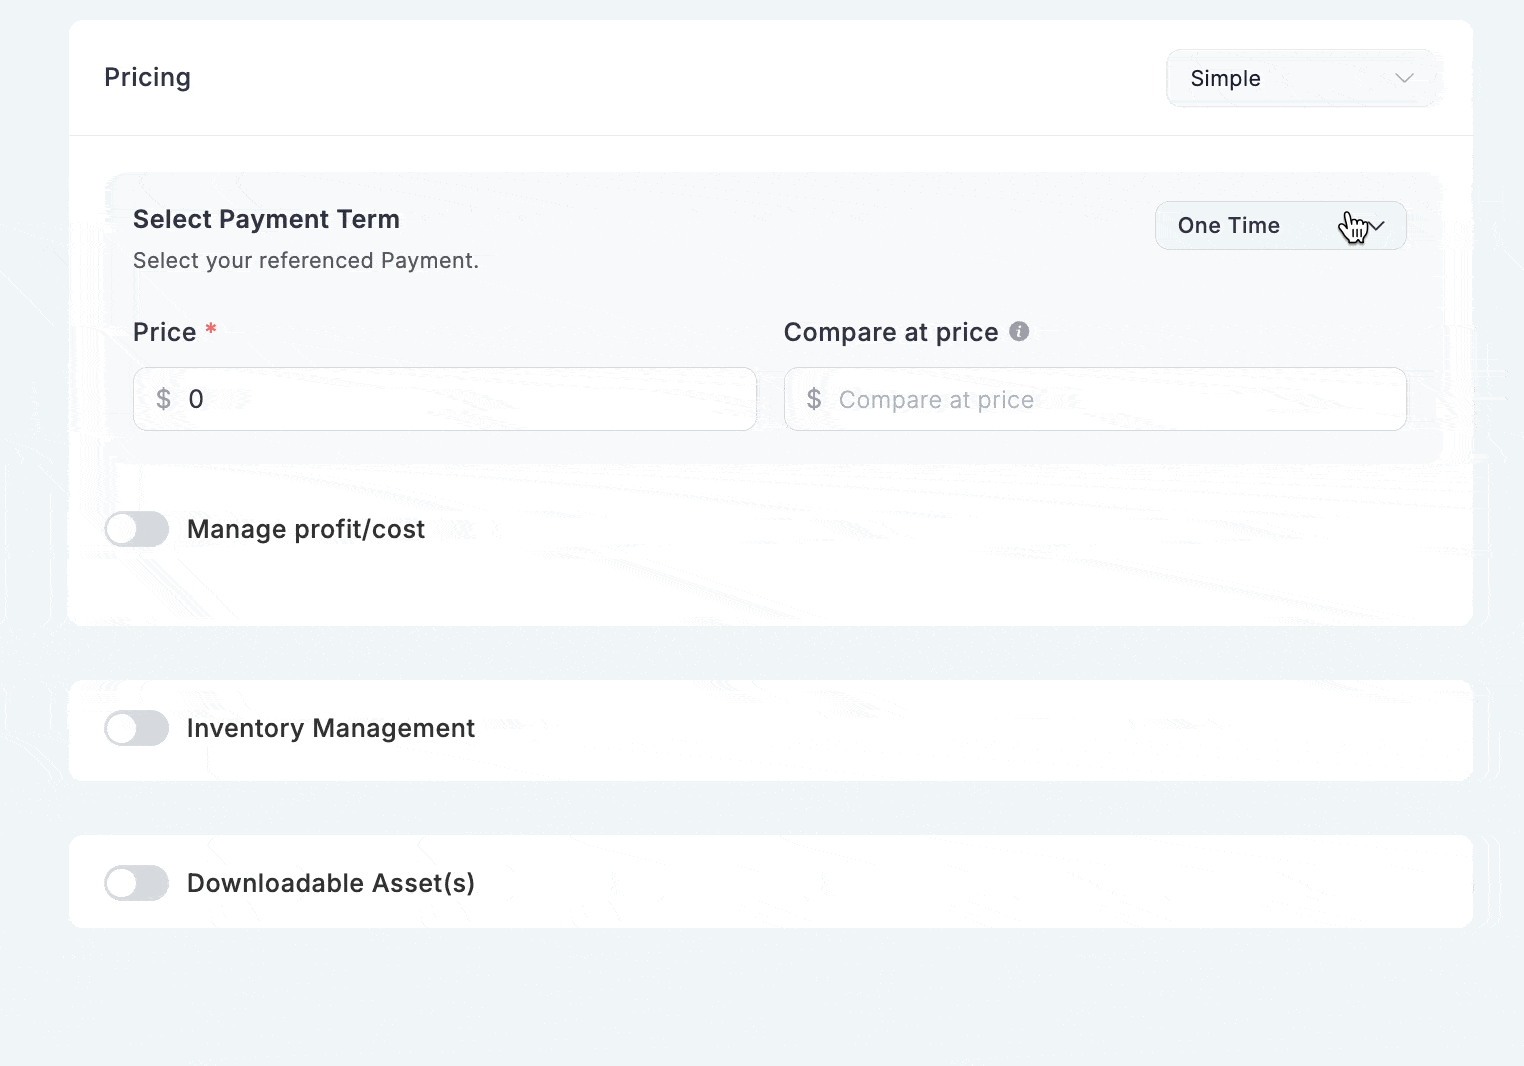 Pricing
Simple
Select Payment Term
One Time
Select your referenced Payment.
Price *
Compare at price
$ 0
$ Compare at price
Manage profit/cost
Inventory Management
Downloadable Asset(s)